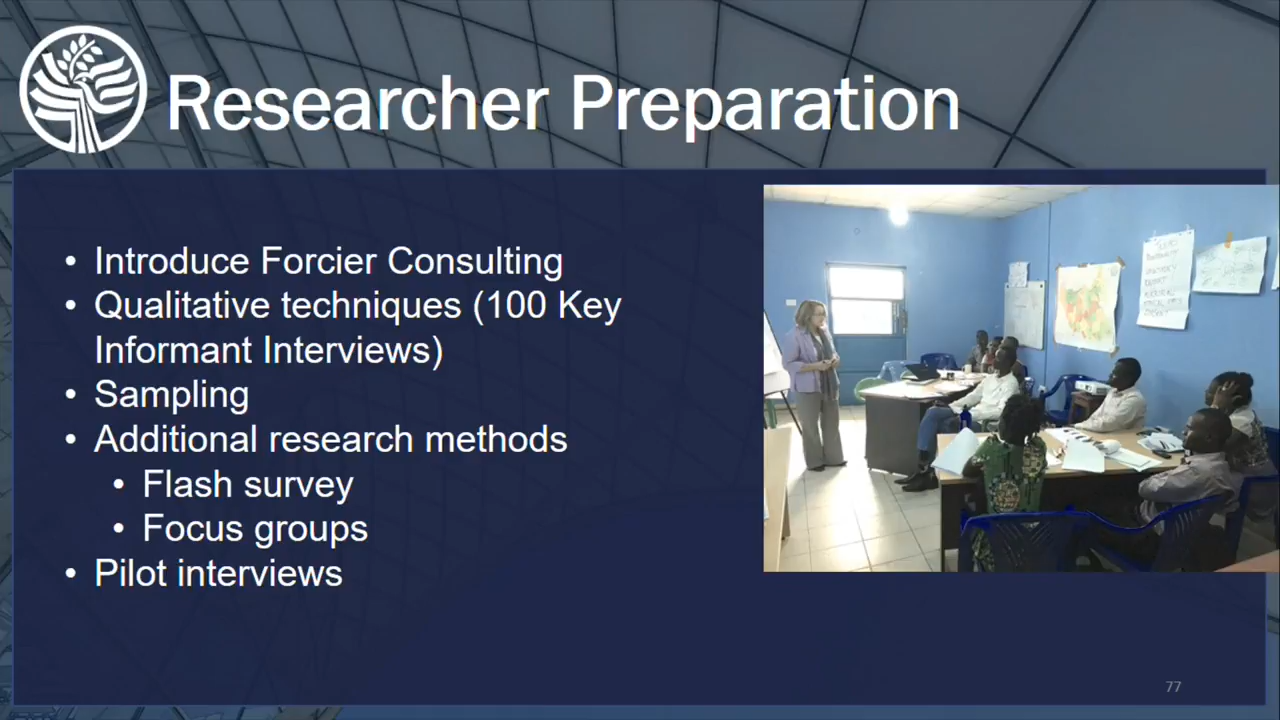 Researcher Preparation
• Introduce Forcier Consulting
• Qualitative techniques (100 Key
Informant Interviews)
• Sampling
• Additional research methods
• Flash survey
• Focus groups
• Pilot interviews
77